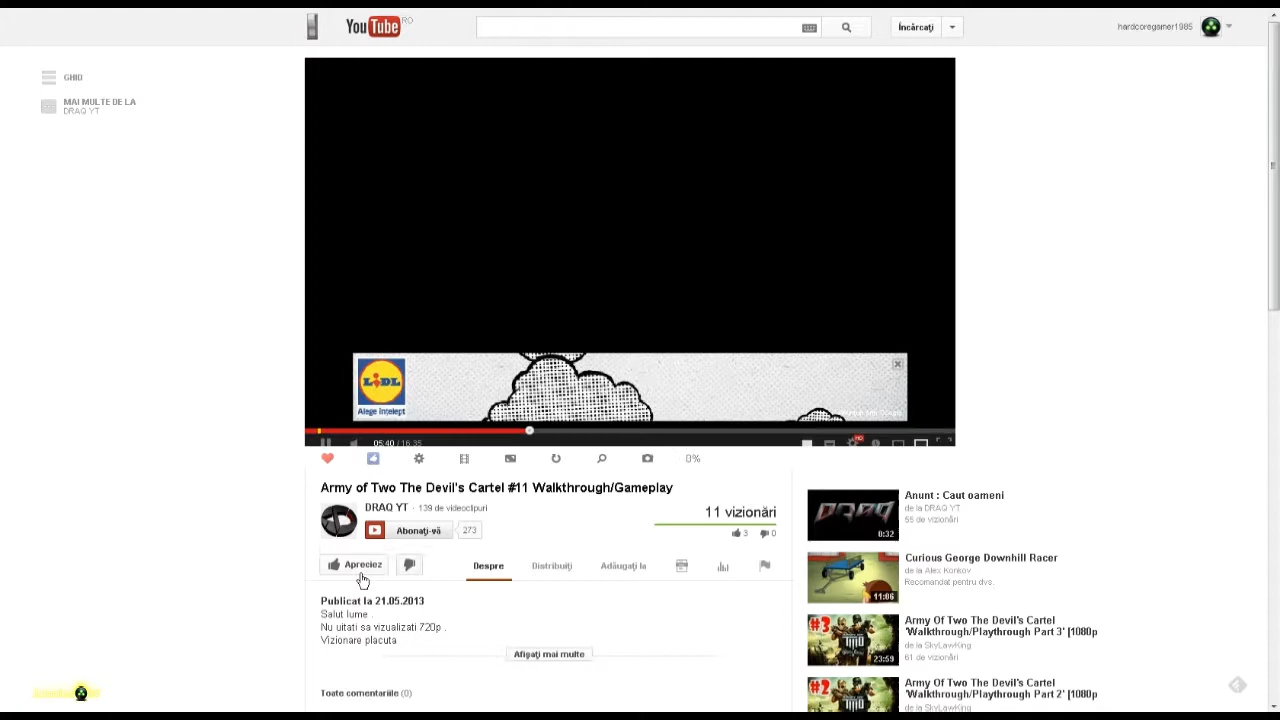 YouTube RO
Încărcați
hardcoregamer1985
GHID
MAI MULTE DE LA
DRAQ YT
LIDL
Alege înțelept
05:40 / 16:35
HD
0%
Army of Two The Devil's Cartel #11 Walkthrough/Gameplay
DRAQ YT · 139 de videoclipuri
Abonați-vă 273
11 vizionări
3 0
Apreciez
Despre Distribuiți Adăugați la
Publicat la 21.05.2013
Salut lume .
Nu uitati sa vizualizati 720p .
Vizionare placuta
Afișați mai multe
Toate comentariile (0)
DRAQ
0:32
Anunt : Caut oameni
de la DRAQ YT
55 de vizionări
11:06
Curious George Downhill Racer
de la Alex Konkov
Recomandat pentru dvs.
#3
23:59
Army Of Two The Devil's Cartel
'Walkthrough/Playthrough Part 3' |1080p
de la SkyLawKing
61 de vizionări
#2
Army Of Two The Devil's Cartel
'Walkthrough/Playthrough Part 2' |1080p
de la SkyLawKing